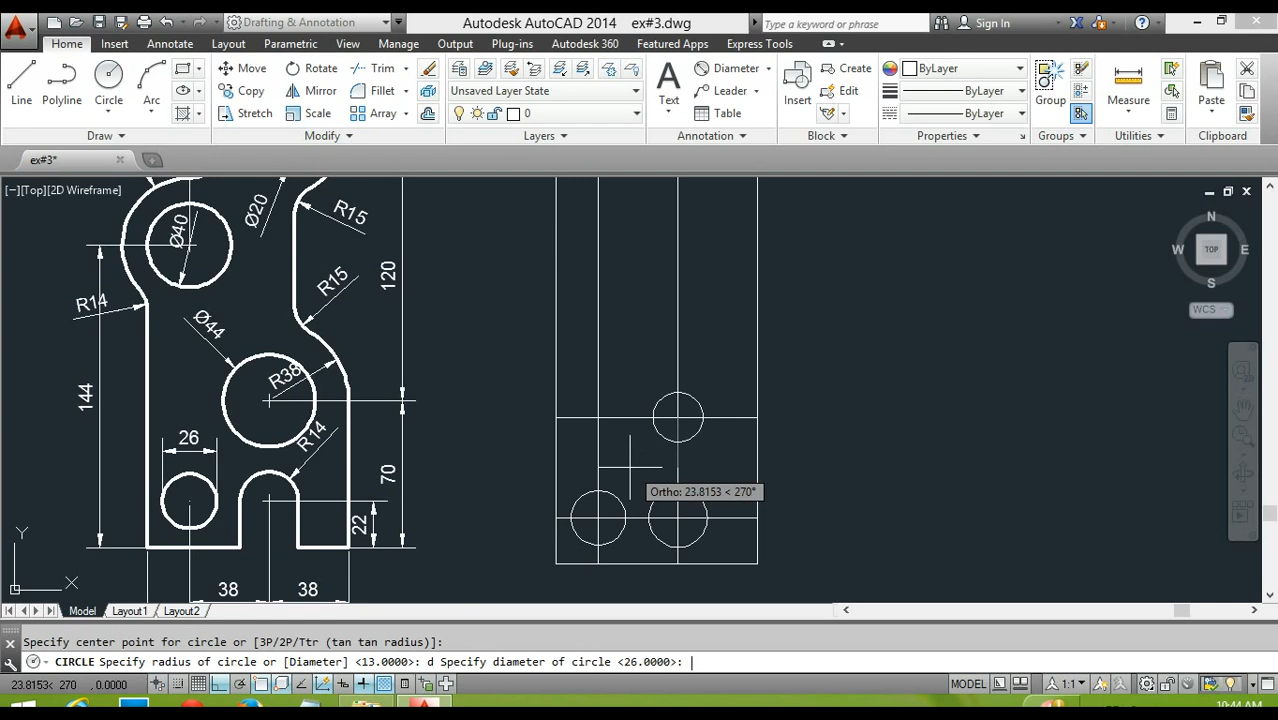 Drafting & Annotation
Autodesk AutoCAD 2014 ex#3.dwg
Type a keyword or phrase
Sign In
Home Insert Annotate Layout Parametric View Manage Output Plug-ins Autodesk 360 Featured Apps Express Tools
Line Polyline Circle Arc
Move Rotate Trim
Copy Mirror Fillet
Stretch Scale Array
Unsaved Layer State
0
Text
Diameter
Leader
Table
Insert
Create
Edit
ByLayer
ByLayer
ByLayer
Group
Measure
Paste
Draw Modify Layers Annotation Block Properties Groups Utilities Clipboard
ex#3*
[−][Top][2D Wireframe]
N
W TOP E
S
WCS
Ø40
Ø20
R15
120
R15
R14
Ø44
R38
144
26
R14
70
22
38 38
Ortho: 23.8153 < 270°
Y
X
Model Layout1 Layout2
Specify center point for circle or [3P/2P/Ttr (tan tan radius)]:
CIRCLE Specify radius of circle or [Diameter] <13.0000>: d Specify diameter of circle <26.0000>:
23.8153< 270 , 0.0000
MODEL
1:1
10:44 AM